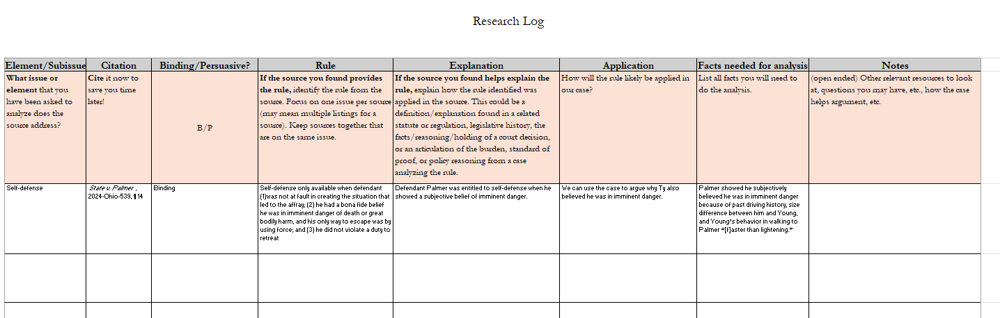 Research Log
Element/Subissue Citation Binding/Persuasive? Rule Explanation Application Facts needed for analysis Notes
What issue or
element that you
have been asked to
analyze does the
source address?
Cite it now to
save you time
later!
B/P
If the source you found provides
the rule, identify the rule from the
source. Focus on one issue per source
(may mean multiple listings for a
source). Keep sources together that
are on the same issue.
If the source you found helps explain the
rule, explain how the rule identified was
applied in the source. This could be a
definition/explanation found in a related
statute or regulation, legislative history, the
facts/reasoning/holding of a court decision,
or an articulation of the burden, standard of
proof, or policy reasoning from a case
analyzing the rule.
How will the rule likely be applied in
our case?
List all facts you will need to
do the analysis.
(open ended) Other relevant resources to look
at, questions you may have, etc., how the case
helps argument, etc.
Self-defense
State v. Palmer ,
2024-Ohio-539, ¶ 14
Binding
Self-defense only available when defendant
(1)was not at fault in creating the situation that
led to the affray; (2) he had a bona fide belief
he was in imminent danger of death or great
bodily harm, and his only way to escape was by
using force; and (3) he did not violate a duty to
retreat
Defendant Palmer was entitled to self-defense when he
showed a subjective belief of imminent danger.
We can use the case to argue why Ty also
believed he was in imminent danger.
Palmer showed he subjectively
believed he was in imminent danger
because of past driving history, size
difference between him and Young,
and Young's behavior in walking to
Palmer "[f]aster than lightening."